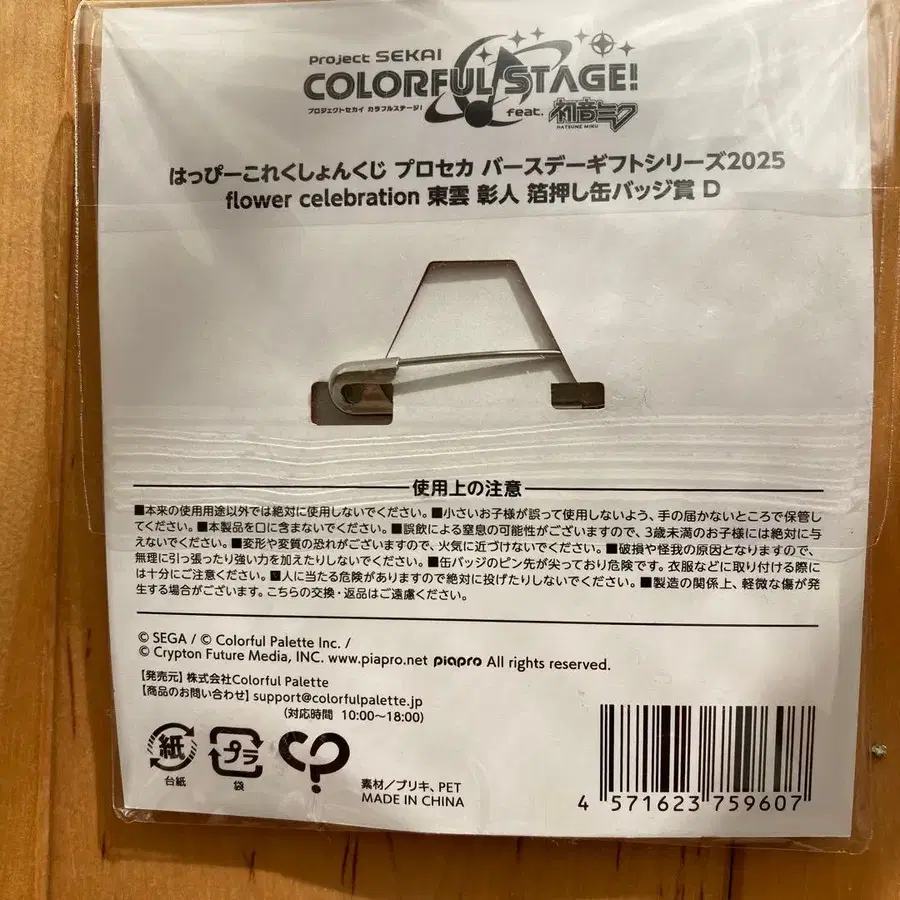 Project SEKAI
COLORFUL STAGE!
プロジェクトセカイ カラフルステージ!
feat. 初音ミク
HATSUNE MIKU
はっぴーこれくしょんくじ プロセカ バースデーギフトシリーズ2025
flower celebration 東雲 彰人 箔押し缶バッジ賞 D
使用上の注意
■本来の使用用途以外では絶対に使用しないでください。■小さいお子様が誤って使用しないよう、手の届かないところで保管し
てください。■本製品を口に含まないでください。■誤飲による窒息の可能性がございますので、3歳未満のお子様には絶対に与
えないでください。■変形や変質の恐れがございますので、火気に近づけないでください。■破損や怪我の原因となりますので、
無理に引っ張ったり強い力を加えたりしないでください。■缶バッジのピン先が尖っており危険です。衣服などに取り付ける際に
は十分にご注意ください。■人に当たる危険がありますので絶対に投げたりしないでください。■製造の関係上、軽微な傷が発
生する場合がございます。こちらの交換・返品はご遠慮ください。
© SEGA / © Colorful Palette Inc. /
© Crypton Future Media, INC. www.piapro.net piapro All rights reserved.
【発売元】株式会社Colorful Palette
【商品のお問い合わせ】support@colorfulpalette.jp
(対応時間 10:00~18:00)
紙
台紙
プラ
袋
素材/ブリキ、PET
MADE IN CHINA
4 571623 759607